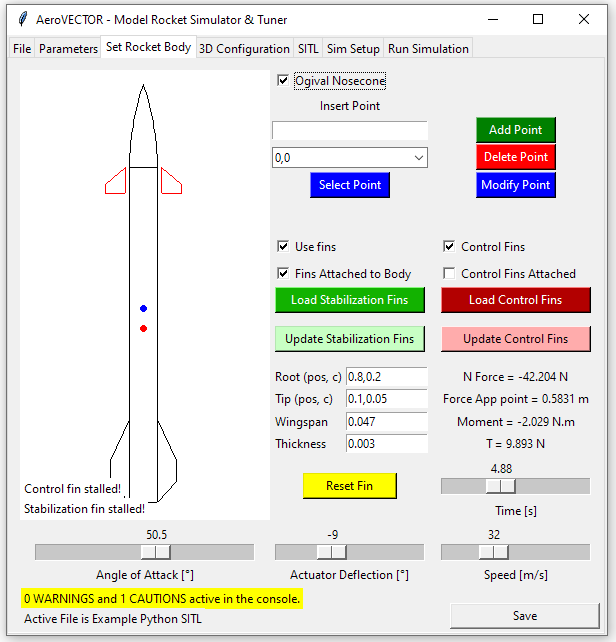 AeroVECTOR - Model Rocket Simulator & Tuner
File Parameters Set Rocket Body 3D Configuration SITL Sim Setup Run Simulation
Ogival Nosecone
Insert Point
Add Point
0,0
Delete Point
Select Point
Modify Point
Use fins
Control Fins
Fins Attached to Body
Control Fins Attached
Load Stabilization Fins
Load Control Fins
Update Stabilization Fins
Update Control Fins
Root (pos, c) 0.8,0.2
N Force = -42.204 N
Tip (pos, c) 0.1,0.05
Force App point = 0.5831 m
Wingspan 0.047
Moment = -2.029 N.m
Thickness 0.003
T = 9.893 N
4.88
Reset Fin
Control fin stalled!
Stabilization fin stalled!
Time [s]
50.5
-9
32
Angle of Attack [°]
Actuator Deflection [°]
Speed [m/s]
0 WARNINGS and 1 CAUTIONS active in the console.
Active File is Example Python SITL
Save